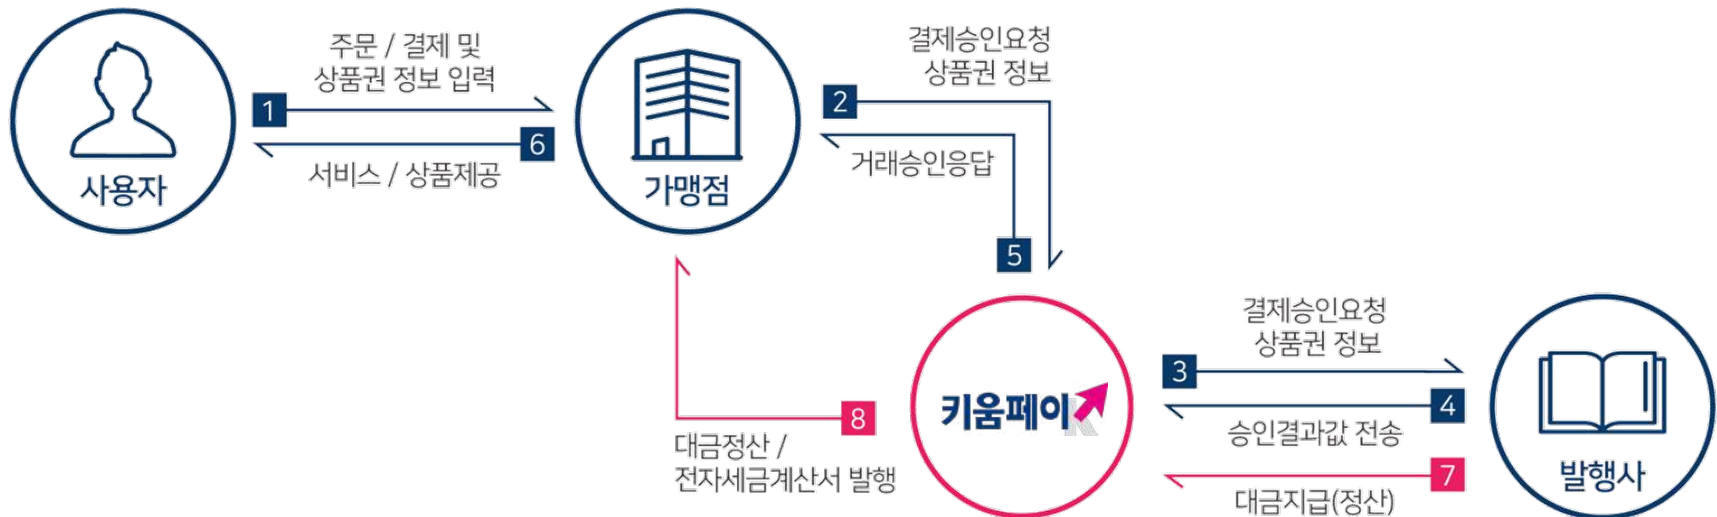 주문 / 결제 및
상품권 정보 입력
1
6
서비스 / 상품제공
사용자
가맹점
결제승인요청
상품권 정보
2
거래승인응답
5
8
대금정산 /
전자세금계산서 발행
키움페이
결제승인요청
상품권 정보
3
4
승인결과값 전송
7
대금지급(정산)
발행사